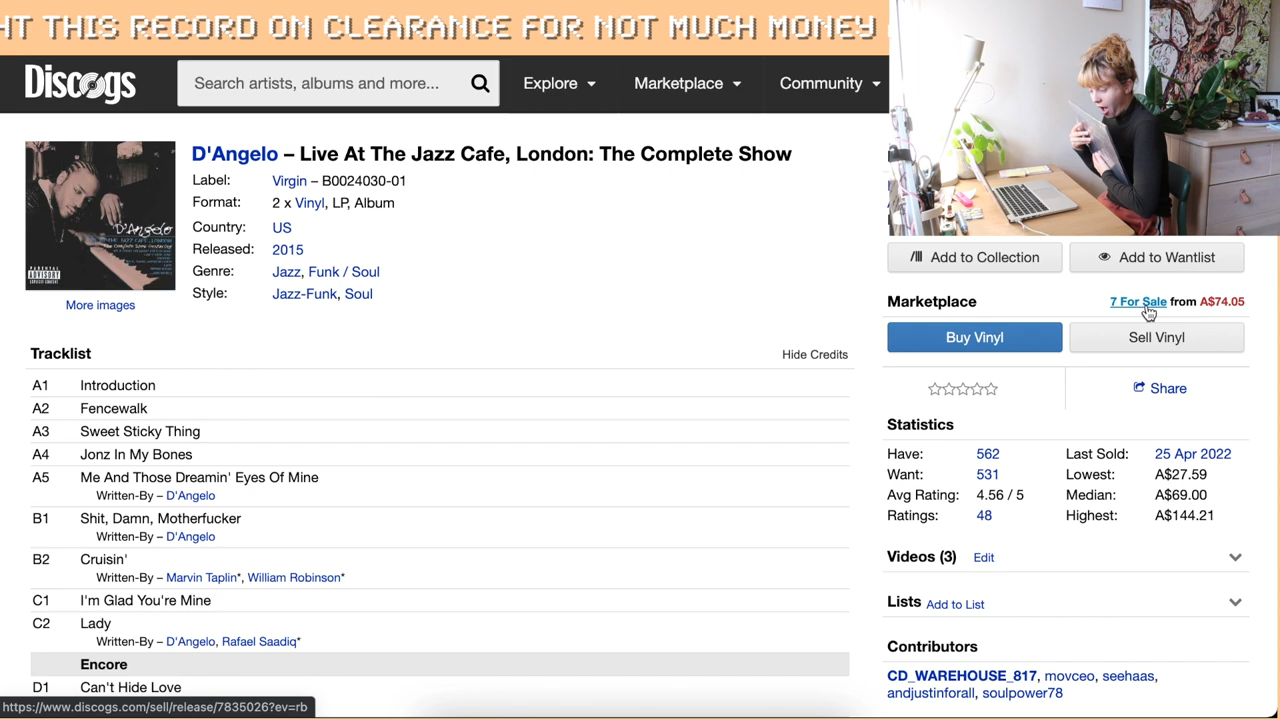 HT THIS RECORD ON CLEARANCE FOR NOT MUCH MONEY
Discogs
Search artists, albums and more...
Explore
Marketplace
Community
D'Angelo – Live At The Jazz Cafe, London: The Complete Show
Label: Virgin – B0024030-01
Format: 2 x Vinyl, LP, Album
Country: US
Released: 2015
Genre: Jazz, Funk / Soul
Style: Jazz-Funk, Soul
D'Angelo
More images
Add to Collection
Add to Wantlist
Marketplace
7 For Sale from A$74.05
Buy Vinyl
Sell Vinyl
Share
Tracklist
Hide Credits
A1 Introduction
A2 Fencewalk
A3 Sweet Sticky Thing
A4 Jonz In My Bones
A5 Me And Those Dreamin' Eyes Of Mine
Written-By – D'Angelo
B1 Shit, Damn, Motherfucker
Written-By – D'Angelo
B2 Cruisin'
Written-By – Marvin Taplin*, William Robinson*
C1 I'm Glad You're Mine
C2 Lady
Written-By – D'Angelo, Rafael Saadiq*
Encore
D1 Can't Hide Love
Statistics
Have: 562 Last Sold: 25 Apr 2022
Want: 531 Lowest: A$27.59
Avg Rating: 4.56 / 5 Median: A$69.00
Ratings: 48 Highest: A$144.21
Videos (3) Edit
Lists Add to List
Contributors
CD_WAREHOUSE_817, movceo, seehaas,
andjustinforall, soulpower78
https://www.discogs.com/sell/release/7835026?ev=rb